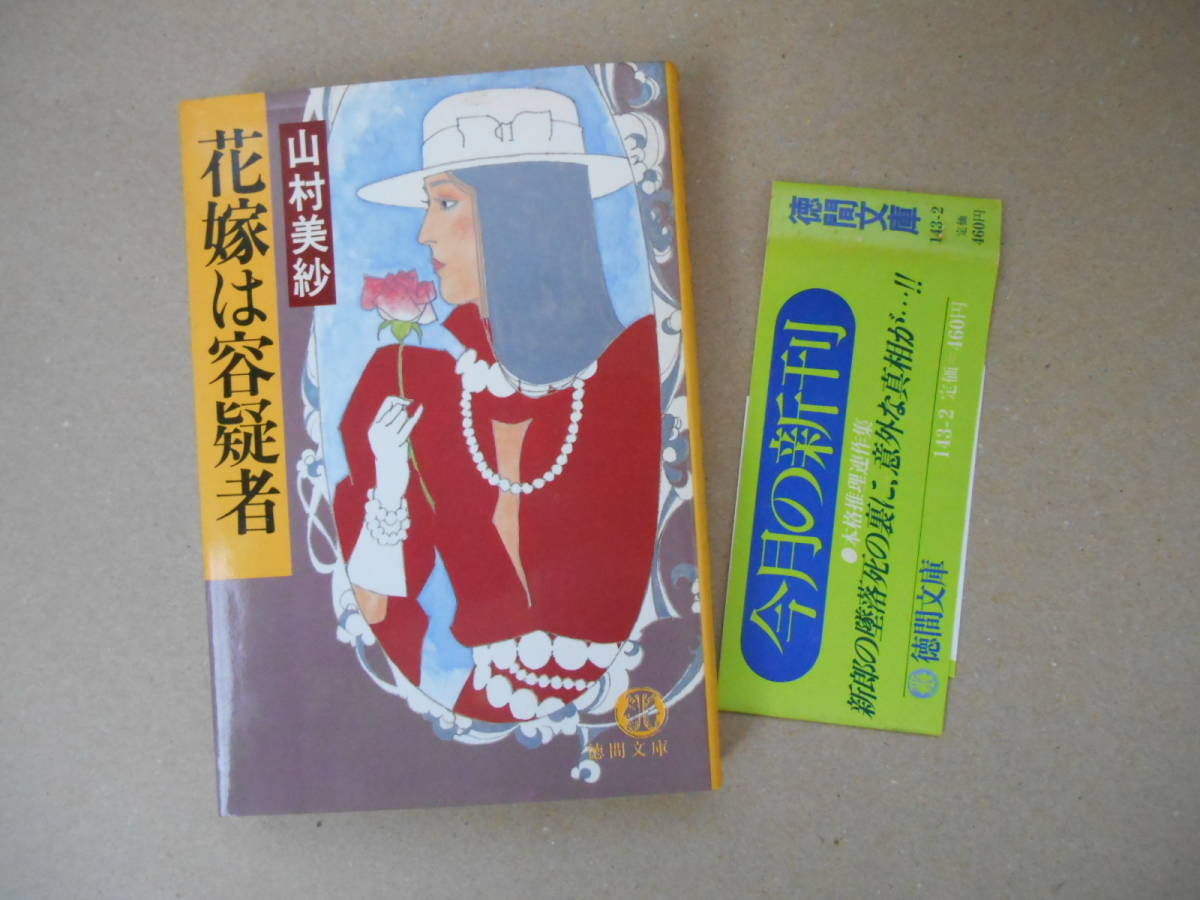 花嫁は容疑者
山村美紗
徳間文庫
徳間文庫
143-2
定価
460円
今月の新刊
●本格推理連作集
新郎の墜落死の裏に、意外な真相が…!!
143-2 定価 460円
徳間文庫